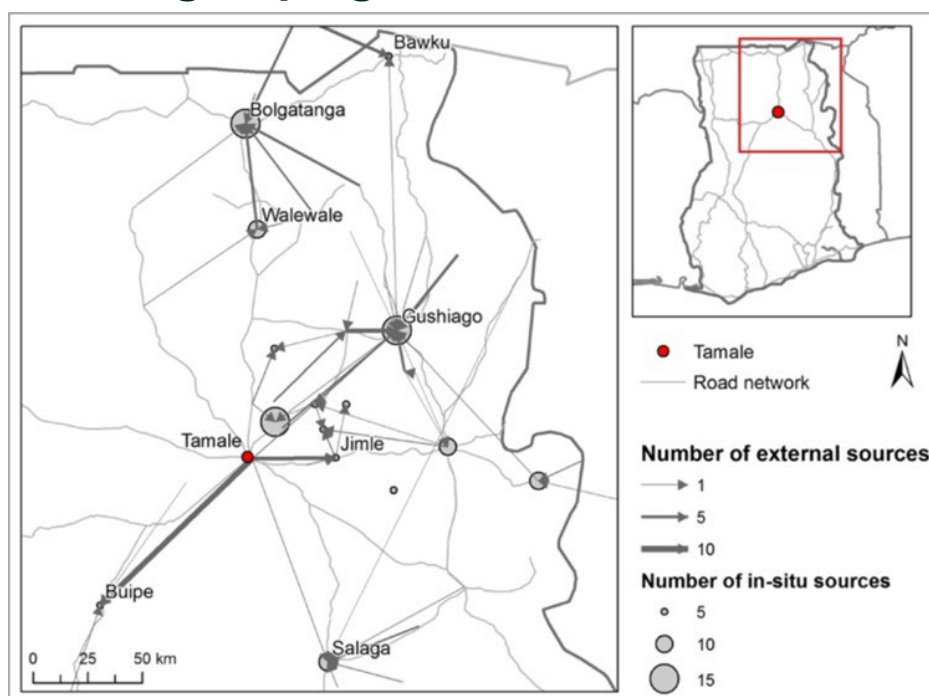 Bawku
Bolgatanga
Walewale
Gushiago
Tamale
Jimle
Buipe
Salaga
0 25 50 km
N
Tamale
Road network
Number of external sources
1
5
10
Number of in-situ sources
5
10
15